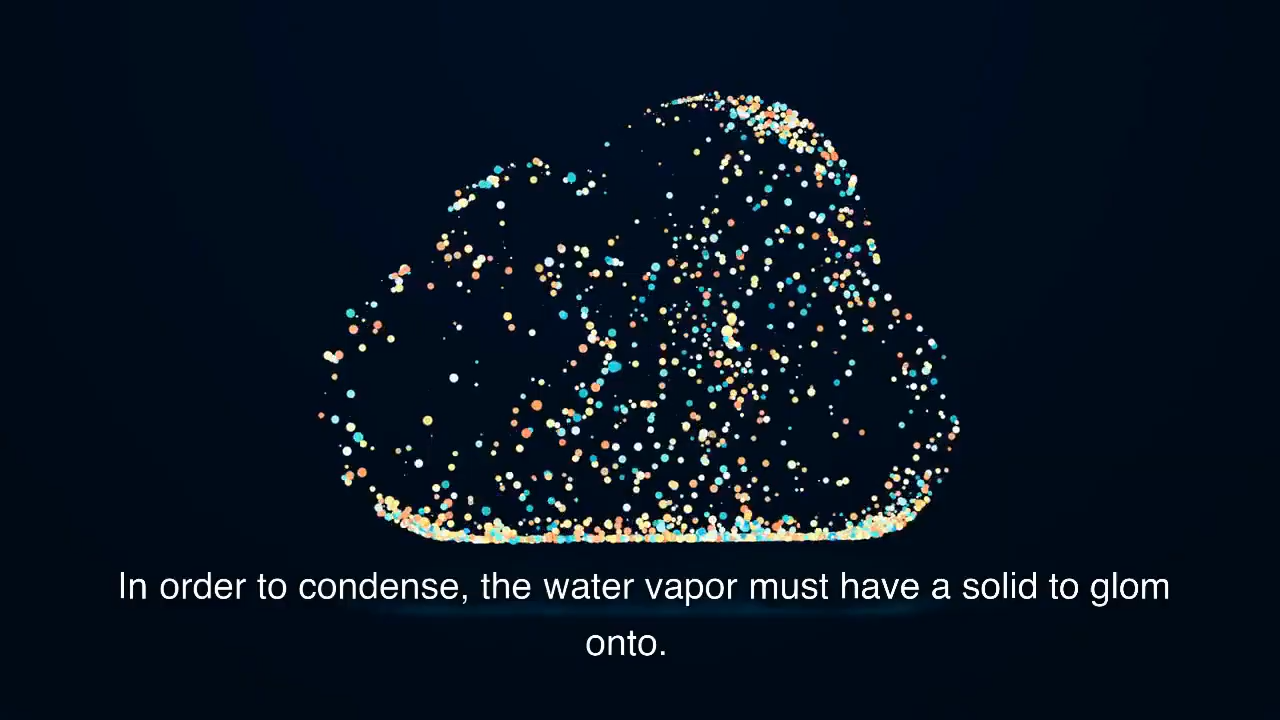 In order to condense, the water vapor must have a solid to glom
onto.